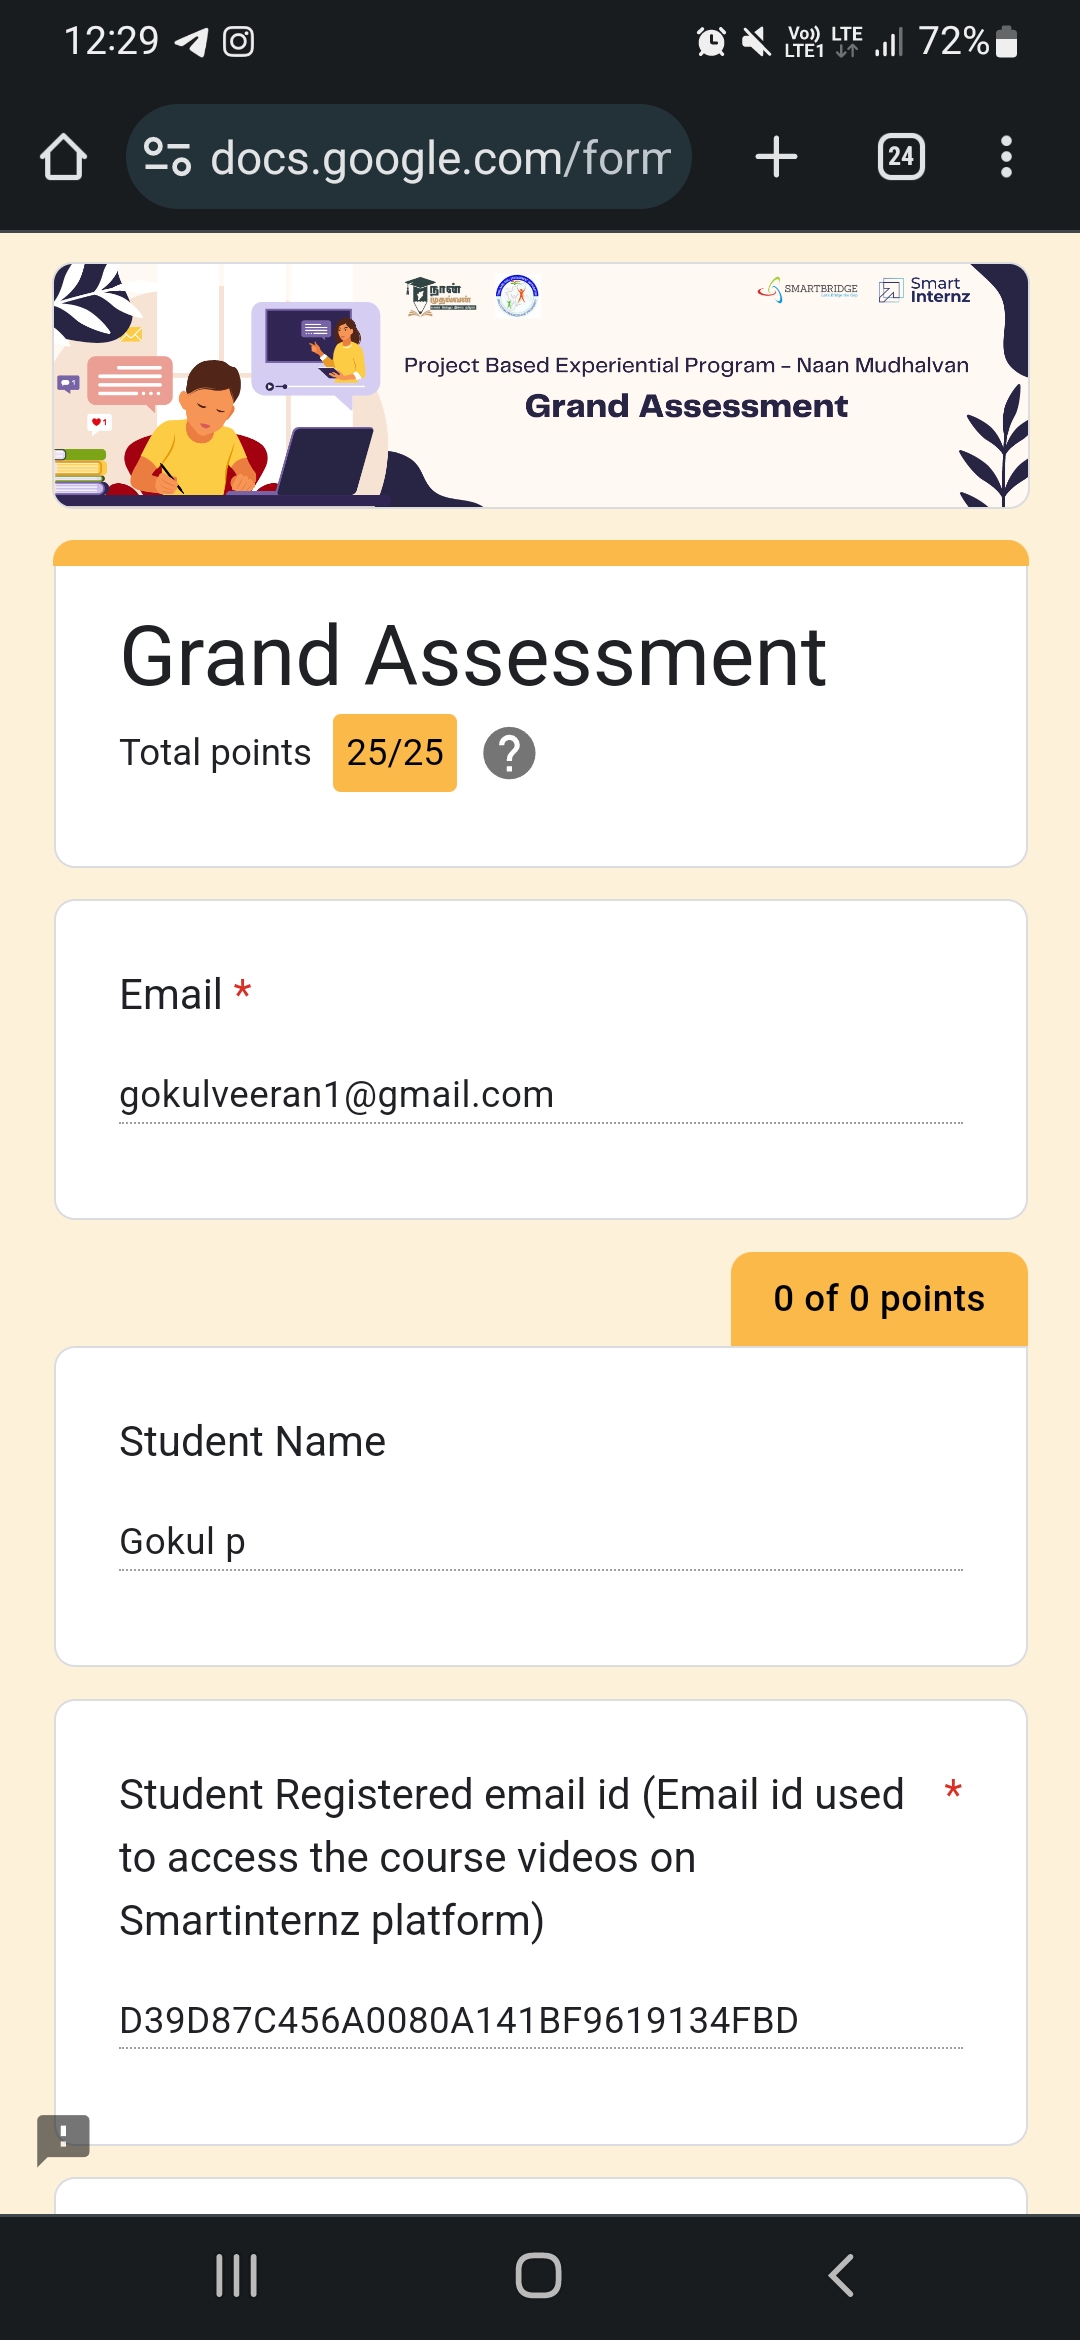 12:29
Vo)) LTE
LTE1
72%
docs.google.com/form
24
நான்
முதல்வன்
SMARTBRIDGE
Smart
Internz
Project Based Experiential Program – Naan Mudhalvan
Grand Assessment
Grand Assessment
Total points 25/25 ?
Email *
gokulveeran1@gmail.com
0 of 0 points
Student Name
Gokul p
Student Registered email id (Email id used *
to access the course videos on
Smartinternz platform)
D39D87C456A0080A141BF9619134FBD